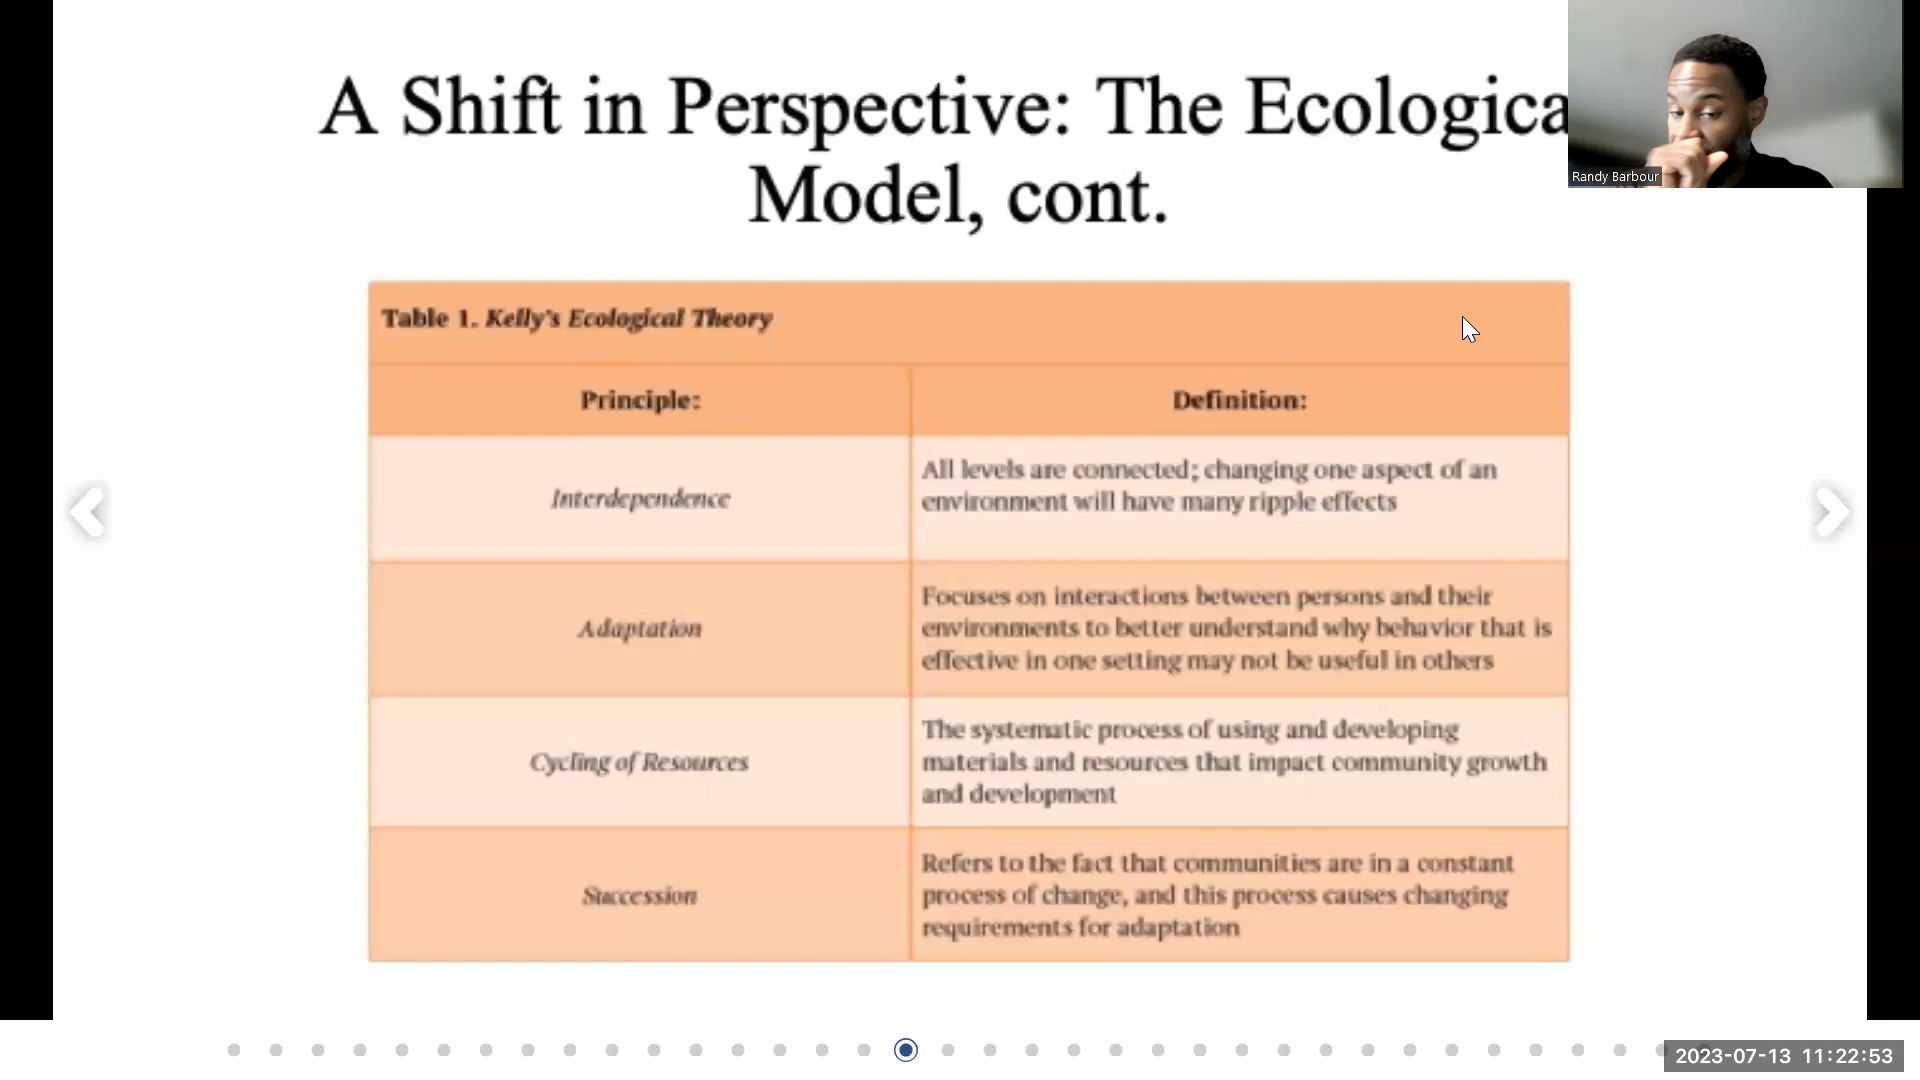 A Shift in Perspective: The Ecologica
Model, cont.
Randy Barbour
Table 1. Kelly's Ecological Theory
Principle:
Definition:
Interdependence
All levels are connected; changing one aspect of an
environment will have many ripple effects
Adaptation
Focuses on interactions between persons and their
environments to better understand why behavior that is
effective in one setting may not be useful in others
Cycling of Resources
The systematic process of using and developing
materials and resources that impact community growth
and development
Succession
Refers to the fact that communities are in a constant
process of change, and this process causes changing
requirements for adaptation
2023-07-13 11:22:53